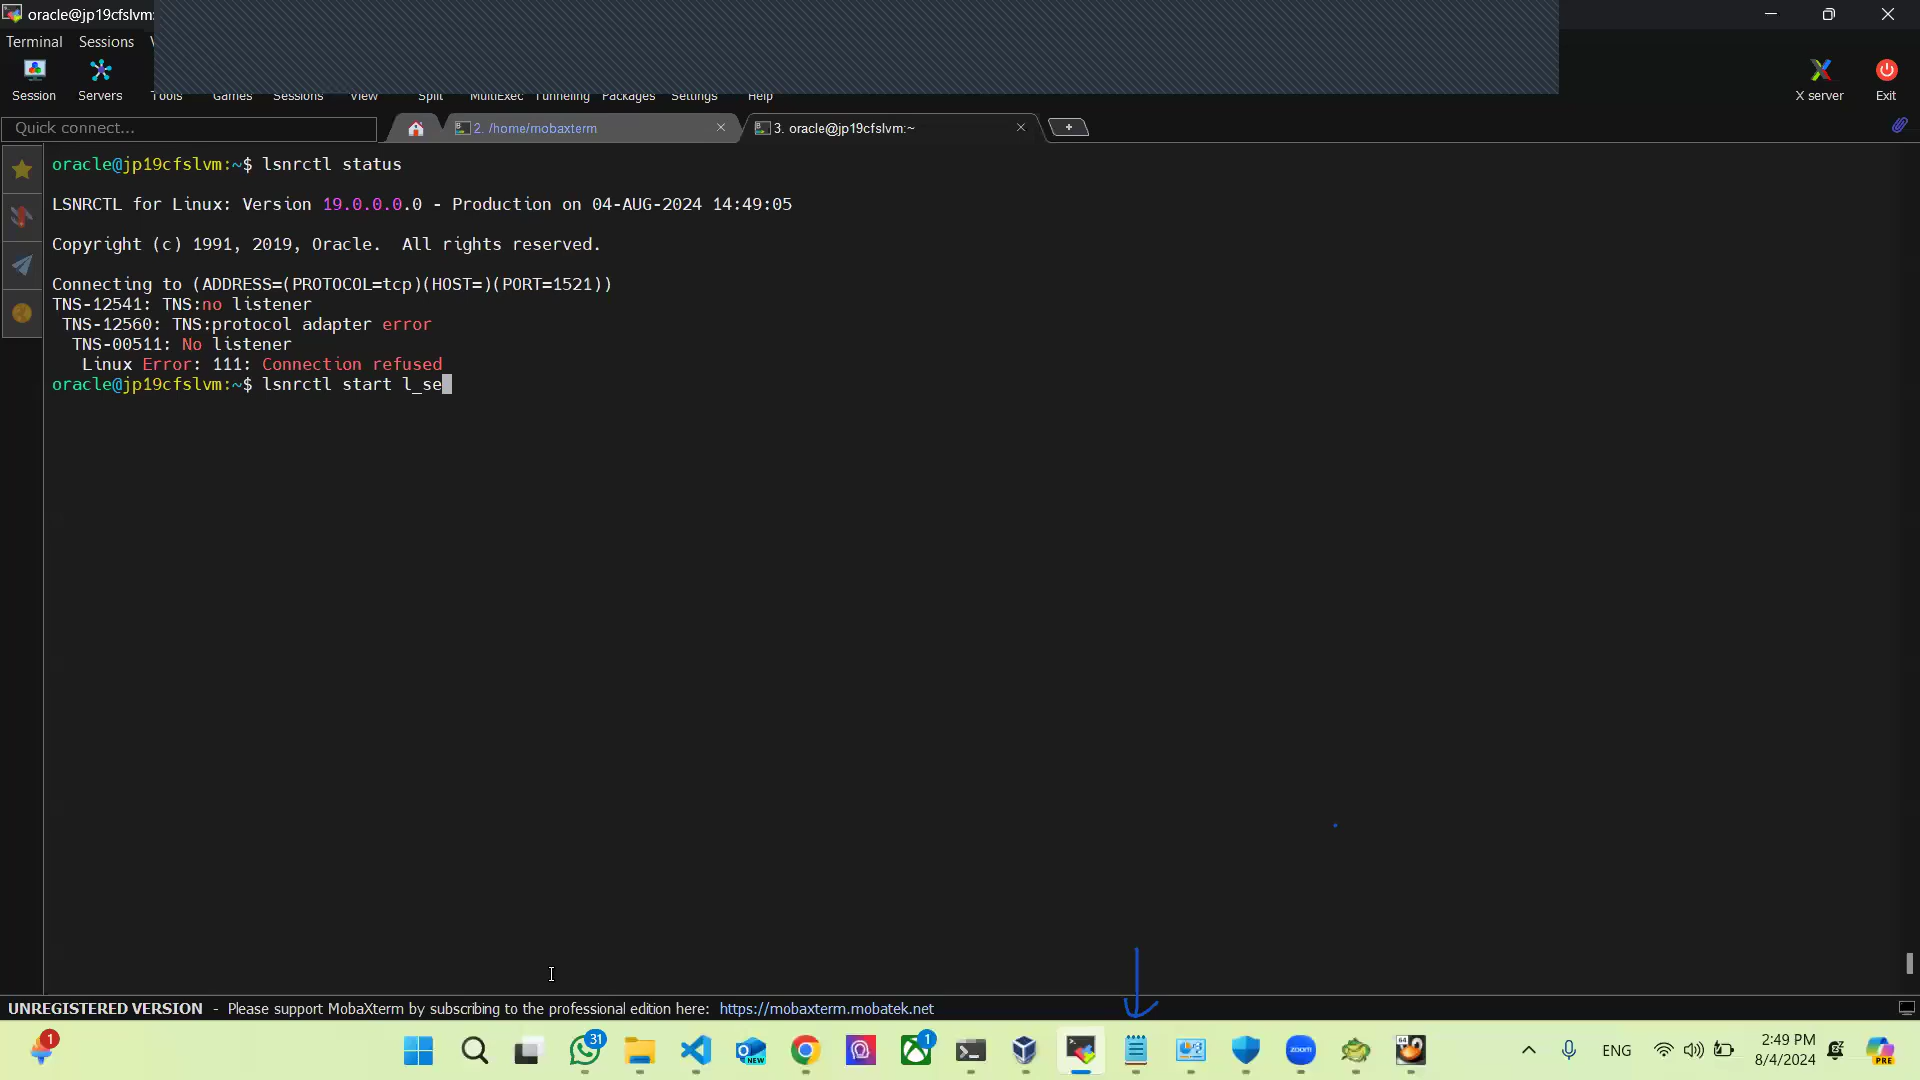 oracle@jp19cfslvm:
Terminal Sessions V
Session Servers Tools Games Sessions View Split MultiExec Tunneling Packages Settings Help X server Exit
Quick connect...
2. /home/mobaxterm
3. oracle@jp19cfslvm:~
oracle@jp19cfslvm:~$ lsnrctl status
LSNRCTL for Linux: Version 19.0.0.0.0 - Production on 04-AUG-2024 14:49:05
Copyright (c) 1991, 2019, Oracle.  All rights reserved.
Connecting to (ADDRESS=(PROTOCOL=tcp)(HOST=)(PORT=1521))
TNS-12541: TNS:no listener
TNS-12560: TNS:protocol adapter error
TNS-00511: No listener
Linux Error: 111: Connection refused
oracle@jp19cfslvm:~$ lsnrctl start l_se
UNREGISTERED VERSION - Please support MobaXterm by subscribing to the professional edition here: https://mobaxterm.mobatek.net
1
31
NEW
1
zoom
64
ENG
2:49 PM
8/4/2024
PRE